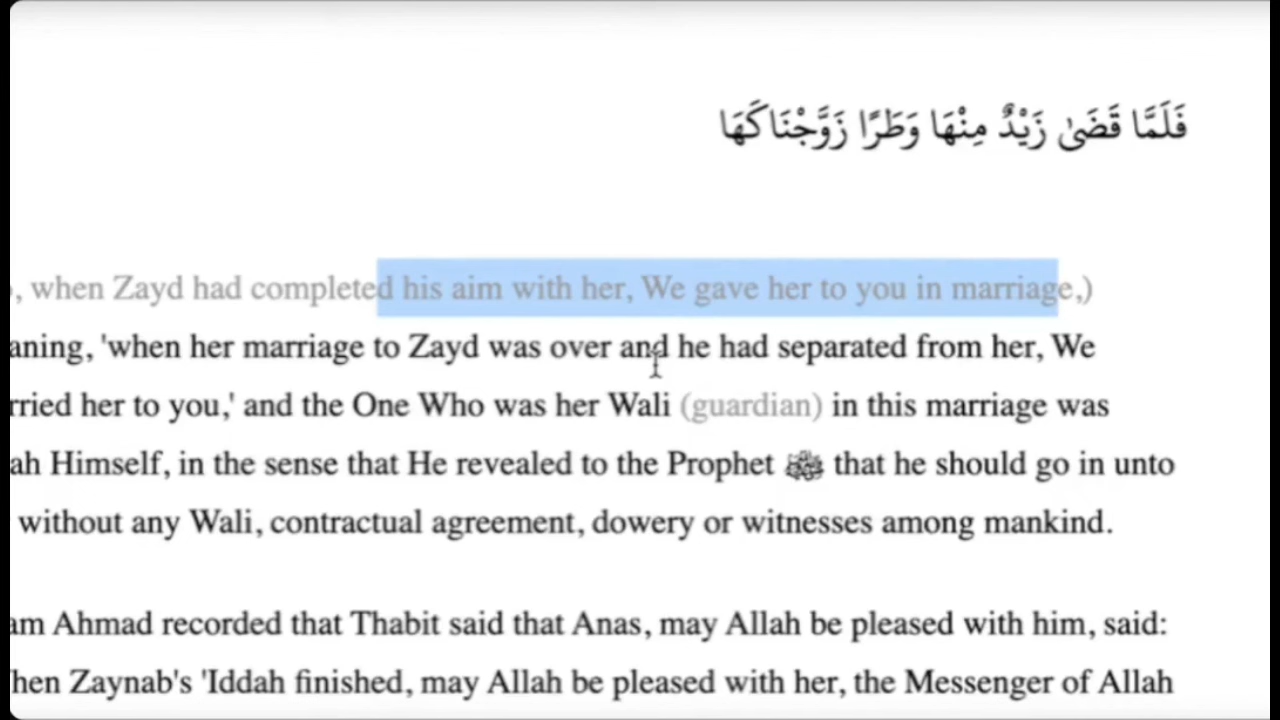 فَلَمَّا قَضَىٰ زَيْدٌ مِنْهَا وَطَرًا زَوَّجْنَاكَهَا
, when Zayd had completed his aim with her, We gave her to you in marriage,)
aning, 'when her marriage to Zayd was over and he had separated from her, We
rried her to you,' and the One Who was her Wali (guardian) in this marriage was
ah Himself, in the sense that He revealed to the Prophet ﷺ that he should go in unto
without any Wali, contractual agreement, dowery or witnesses among mankind.
am Ahmad recorded that Thabit said that Anas, may Allah be pleased with him, said:
hen Zaynab's 'Iddah finished, may Allah be pleased with her, the Messenger of Allah